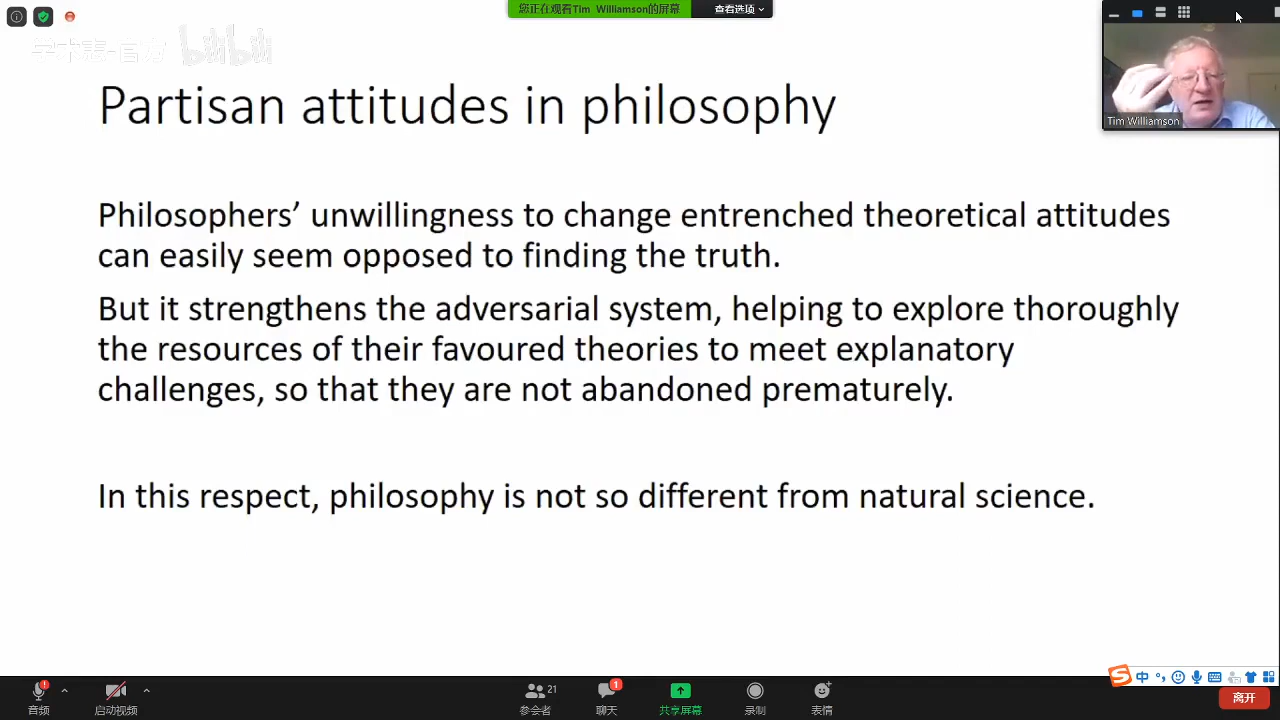 您正在观看Tim Williamson的屏幕 查看选项
bilibili
Tim Williamson
Partisan attitudes in philosophy
Philosophers’ unwillingness to change entrenched theoretical attitudes
can easily seem opposed to finding the truth.
But it strengthens the adversarial system, helping to explore thoroughly
the resources of their favoured theories to meet explanatory
challenges, so that they are not abandoned prematurely.
In this respect, philosophy is not so different from natural science.
中
音频
启动视频
21
参会者
1
聊天
共享屏幕
录制
表情
离开